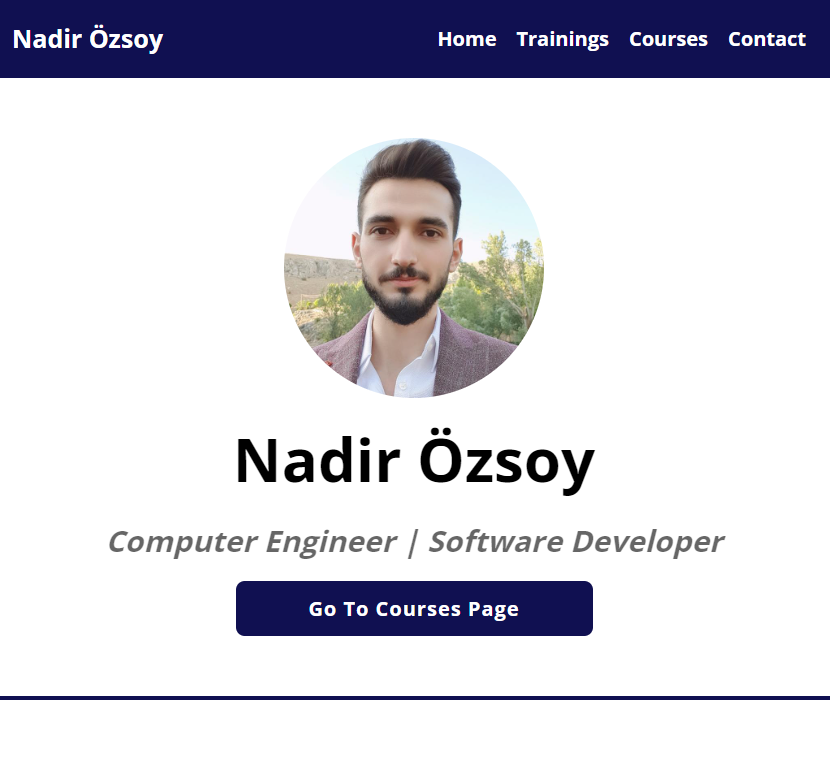 Nadir Özsoy Home Trainings Courses Contact
Nadir Özsoy
Computer Engineer | Software Developer
Go To Courses Page